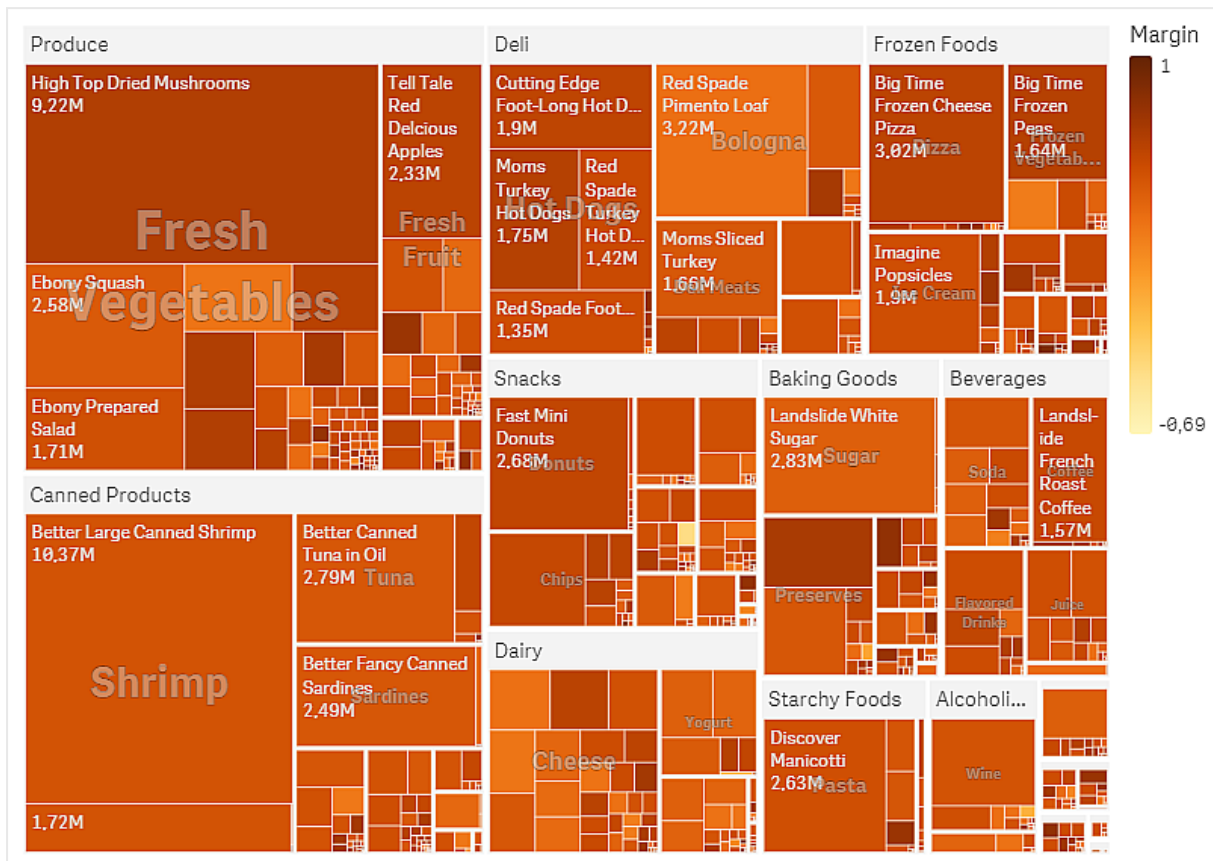 Produce
High Top Dried Mushrooms
9,22M
Tell Tale
Red
Delcious
Apples
2,33M
Fresh
Vegetables
Fresh
Fruit
Ebony Squash
2,58M
Ebony Prepared
Salad
1,71M
Deli
Cutting Edge
Foot-Long Hot D...
1,9M
Moms
Turkey
Hot Dogs
1,75M
Red
Spade
Turkey
Hot D...
1,42M
Hot Dogs
Red Spade Foot...
1,35M
Red Spade
Pimento Loaf
3,22M
Bologna
Moms Sliced
Turkey
1,66M
Deli Meats
Frozen Foods
Big Time
Frozen Cheese
Pizza
3,02M
Pizza
Big Time
Frozen
Peas
1,64M
Frozen
Vegetab...
Imagine
Popsicles
1,9M
Ice Cream
Margin
1
-0,69
Canned Products
Better Large Canned Shrimp
10,37M
Shrimp
1,72M
Better Canned
Tuna in Oil
2,79M
Tuna
Better Fancy Canned
Sardines
2,49M
Sardines
Snacks
Fast Mini
Donuts
2,68M
Donuts
Chips
Baking Goods
Landslide White
Sugar
2,83M
Sugar
Preserves
Beverages
Soda
Landsl-
ide
French
Roast
Coffee
1,57M
Coffee
Flavored
Drinks
Juice
Dairy
Cheese
Yogurt
Starchy Foods
Discover
Manicotti
2,63M
Pasta
Alcoholi...
Wine